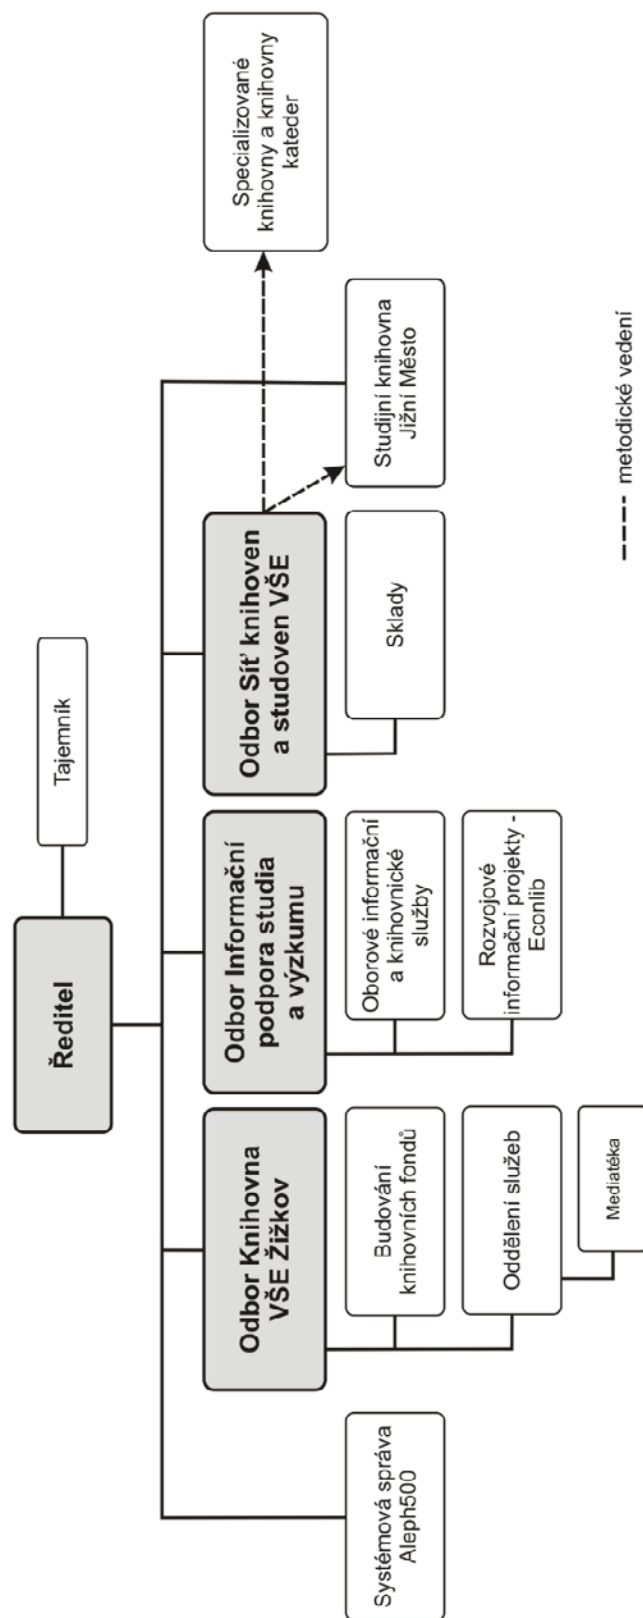 Ředitel
Tajemník
Systémová správa
Aleph500
Odbor Knihovna
VŠE Žižkov
Budování
knihovních fondů
Oddělení služeb
Mediatéka
Odbor Informační
podpora studia
a výzkumu
Oborové informační
a knihovnické
služby
Rozvojové
informační projekty -
Econlib
Odbor Síť knihoven
a studoven VŠE
Sklady
Studijní knihovna
Jižní Město
Specializované
knihovny a knihovny
kateder
metodické vedení